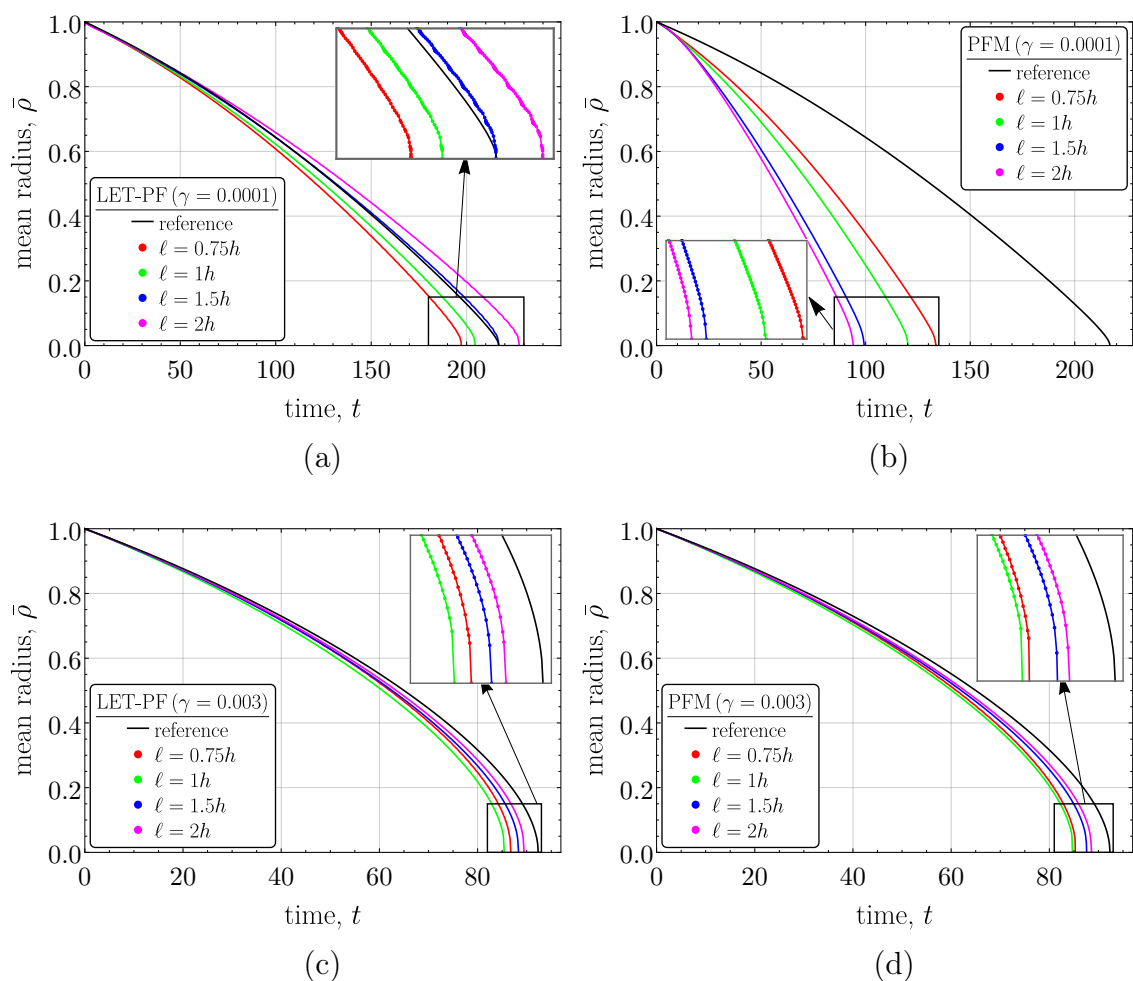 1.0
0.8
0.6
0.4
0.2
0.0
mean radius, ρ̄
LET-PF (γ = 0.0001)
reference
ℓ = 0.75h
ℓ = 1h
ℓ = 1.5h
ℓ = 2h
0 50 100 150 200
time, t
(a)
1.0
0.8
0.6
0.4
0.2
0.0
mean radius, ρ̄
PFM (γ = 0.0001)
reference
ℓ = 0.75h
ℓ = 1h
ℓ = 1.5h
ℓ = 2h
0 50 100 150 200
time, t
(b)
1.0
0.8
0.6
0.4
0.2
0.0
mean radius, ρ̄
LET-PF (γ = 0.003)
reference
ℓ = 0.75h
ℓ = 1h
ℓ = 1.5h
ℓ = 2h
0 20 40 60 80
time, t
(c)
1.0
0.8
0.6
0.4
0.2
0.0
mean radius, ρ̄
PFM (γ = 0.003)
reference
ℓ = 0.75h
ℓ = 1h
ℓ = 1.5h
ℓ = 2h
0 20 40 60 80
time, t
(d)